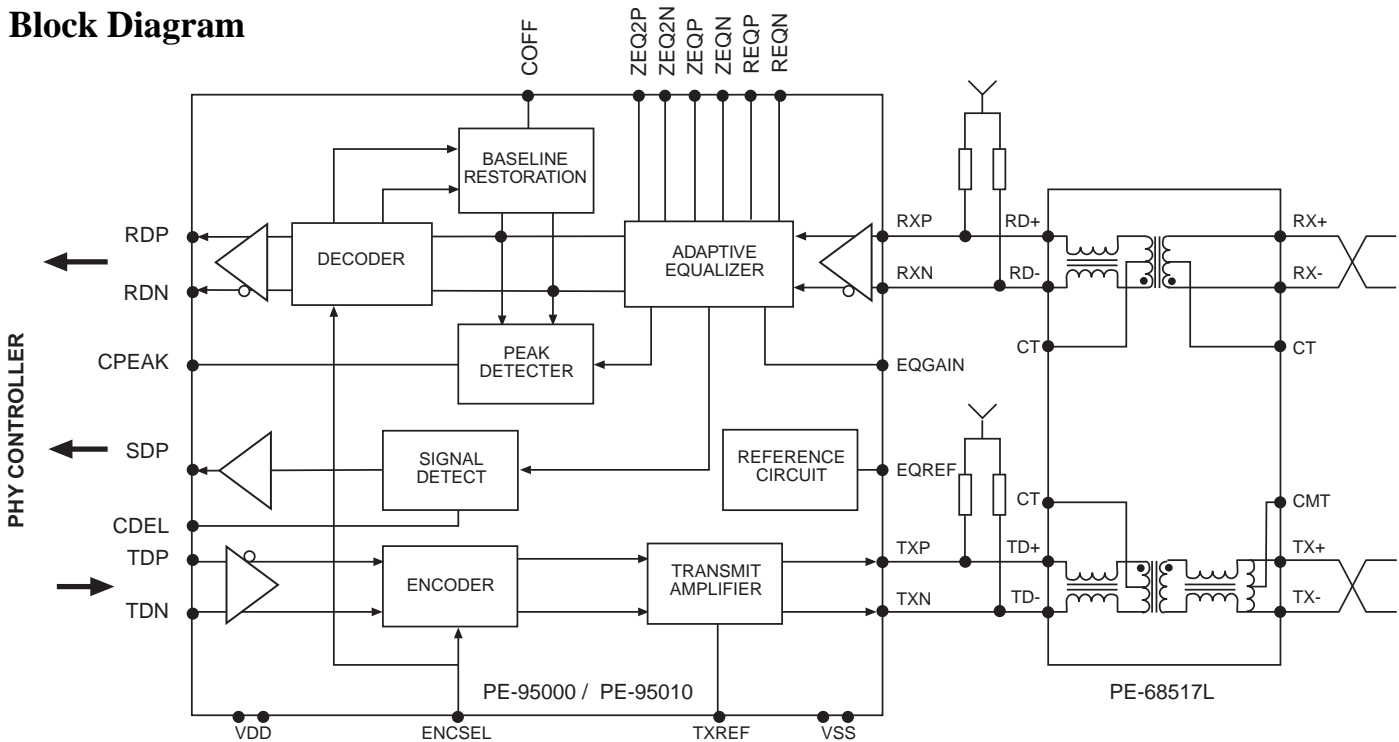 Block Diagram
COFF
ZEQ2P
ZEQ2N
ZEQP
ZEQN
REQP
REQN
BASELINE
RESTORATION
RDP
RDN
DECODER
ADAPTIVE
EQUALIZER
RXP
RXN
RD+
RD-
RX+
RX-
CT
CT
CPEAK
PEAK
DETECTER
EQGAIN
PHY CONTROLLER
SDP
SIGNAL
DETECT
REFERENCE
CIRCUIT
EQREF
CT
CMT
CDEL
TDP
TDN
ENCODER
TRANSMIT
AMPLIFIER
TXP
TXN
TD+
TD-
TX+
TX-
PE-95000 / PE-95010
PE-68517L
VDD
ENCSEL
TXREF
VSS